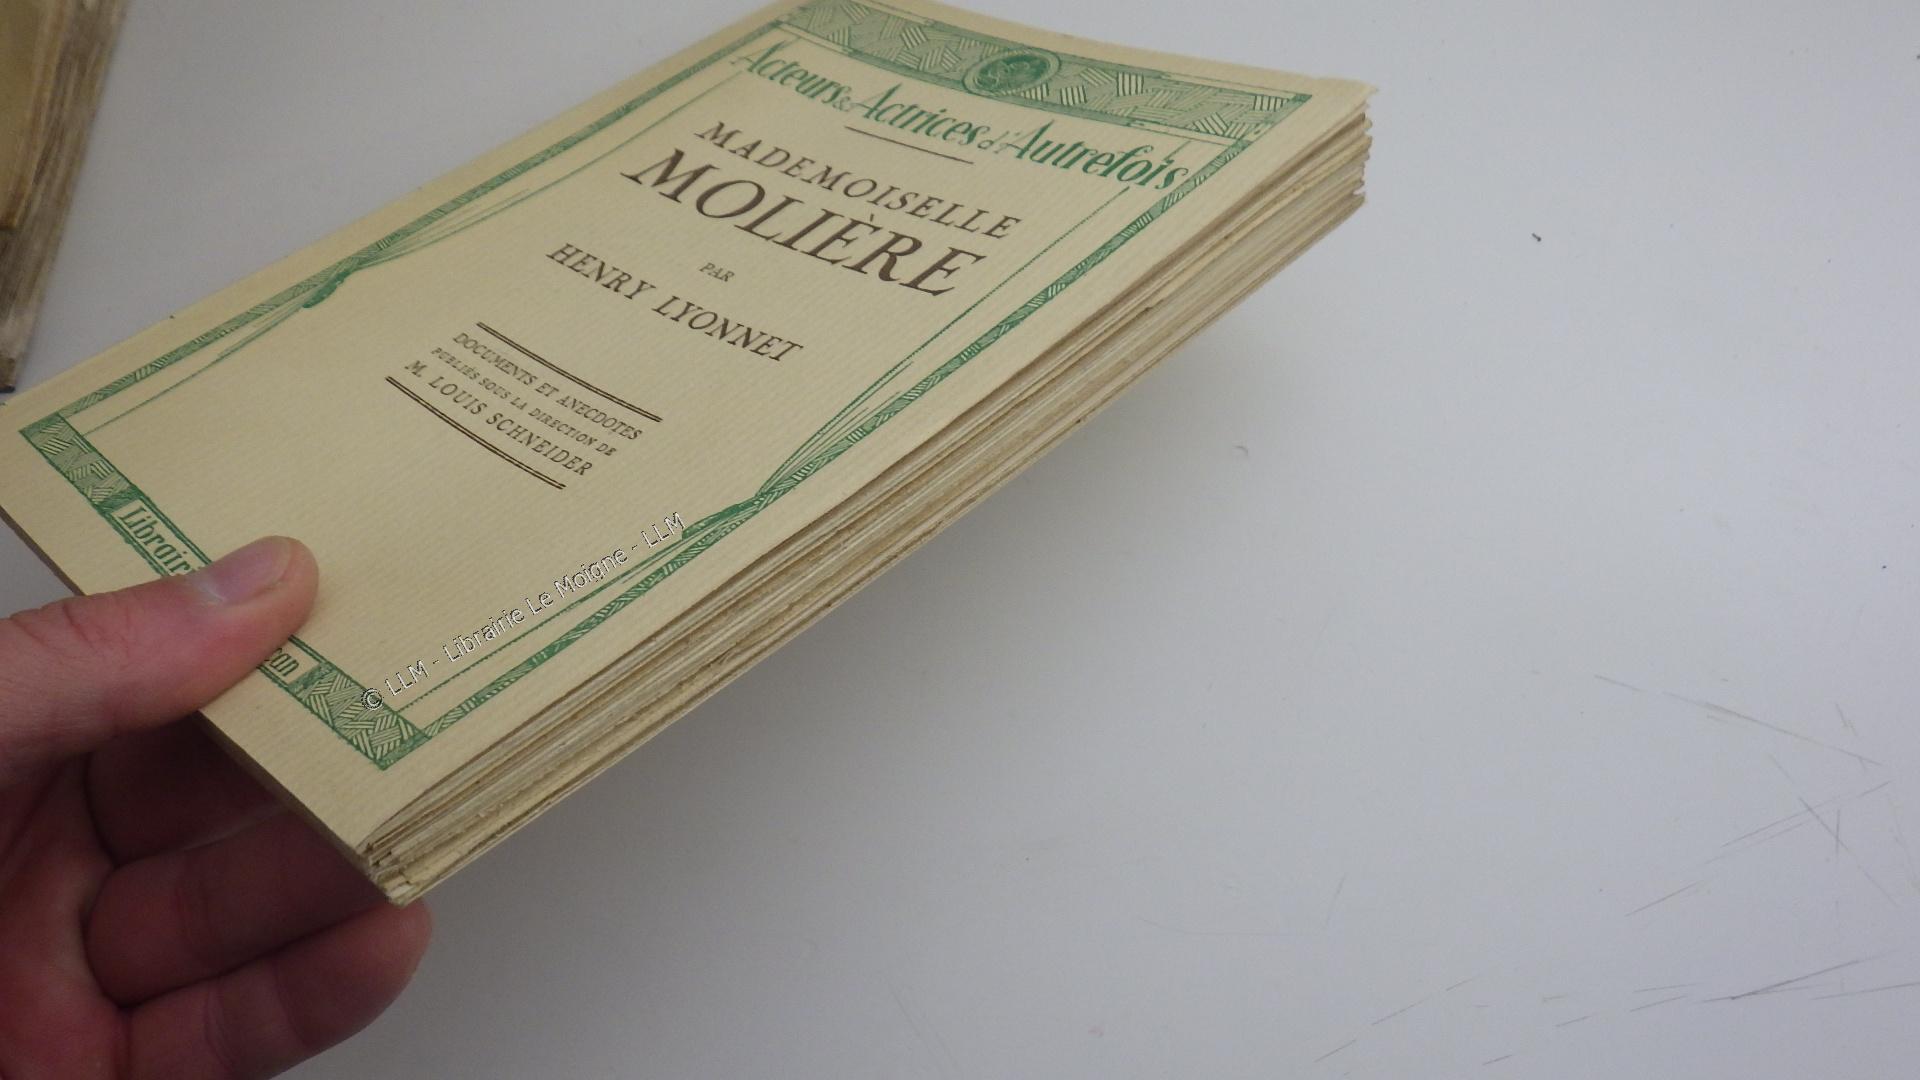 Acteurs & Actrices d'Autrefois
MADEMOISELLE
MOLIÈRE
PAR
HENRY LYONNET
DOCUMENTS ET ANECDOTES
PUBLIÉS SOUS LA DIRECTION DE
M. LOUIS SCHNEIDER
© LLM - Librairie Le Moigne - LLM